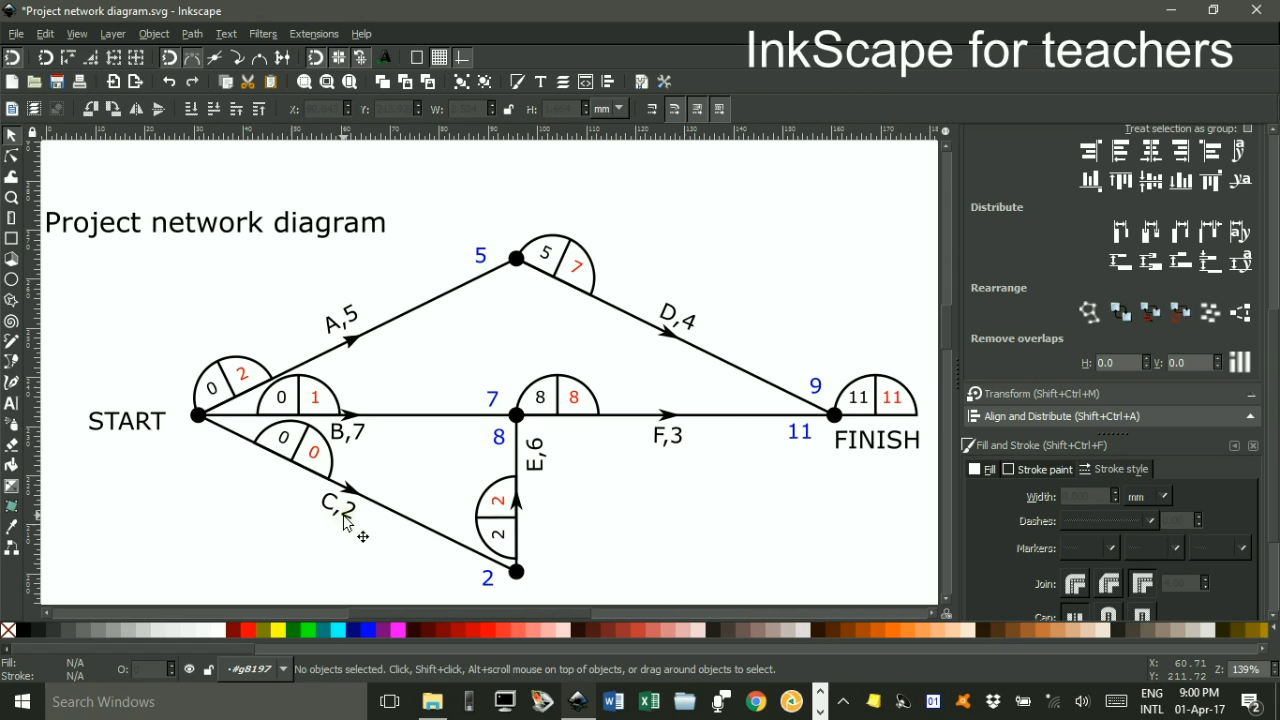 *Project network diagram.svg - Inkscape
File Edit View Layer Object Path Text Filters Extensions Help
InkScape for teachers
X: Y: W: H: mm
Treat selection as group:
Project network diagram
Distribute
Rearrange
Remove overlaps
H: 0.0 V: 0.0
Transform (Shift+Ctrl+M)
Align and Distribute (Shift+Ctrl+A)
Fill and Stroke (Shift+Ctrl+F)
Fill Stroke paint Stroke style
Width: mm
Dashes:
Markers:
Join:
Cap:
5 5 7
A,5 D,4
0 2
0 1 7 8 8 9 11 11
START B,7 8 E,6 F,3 11 FINISH
0 0
C,2 2 2
2
Fill: N/A O: -#g8197 No objects selected. Click, Shift+click, Alt+scroll mouse on top of objects, or drag around objects to select. X: 60.71 Z: 139%
Stroke: N/A Y: 211.72
Search Windows
ENG 9:00 PM
INTL 01-Apr-17